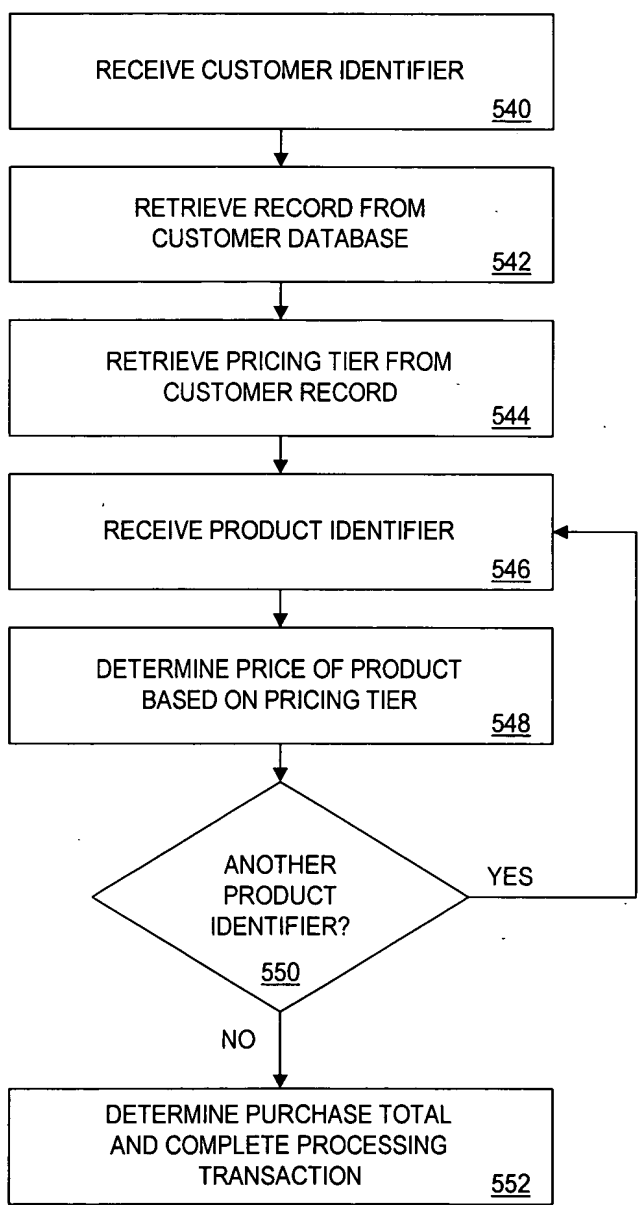 RECEIVE CUSTOMER IDENTIFIER
540
RETRIEVE RECORD FROM
CUSTOMER DATABASE
542
RETRIEVE PRICING TIER FROM
CUSTOMER RECORD
544
RECEIVE PRODUCT IDENTIFIER
546
DETERMINE PRICE OF PRODUCT
BASED ON PRICING TIER
548
ANOTHER
PRODUCT
IDENTIFIER?
550
YES
NO
DETERMINE PURCHASE TOTAL
AND COMPLETE PROCESSING
TRANSACTION
552